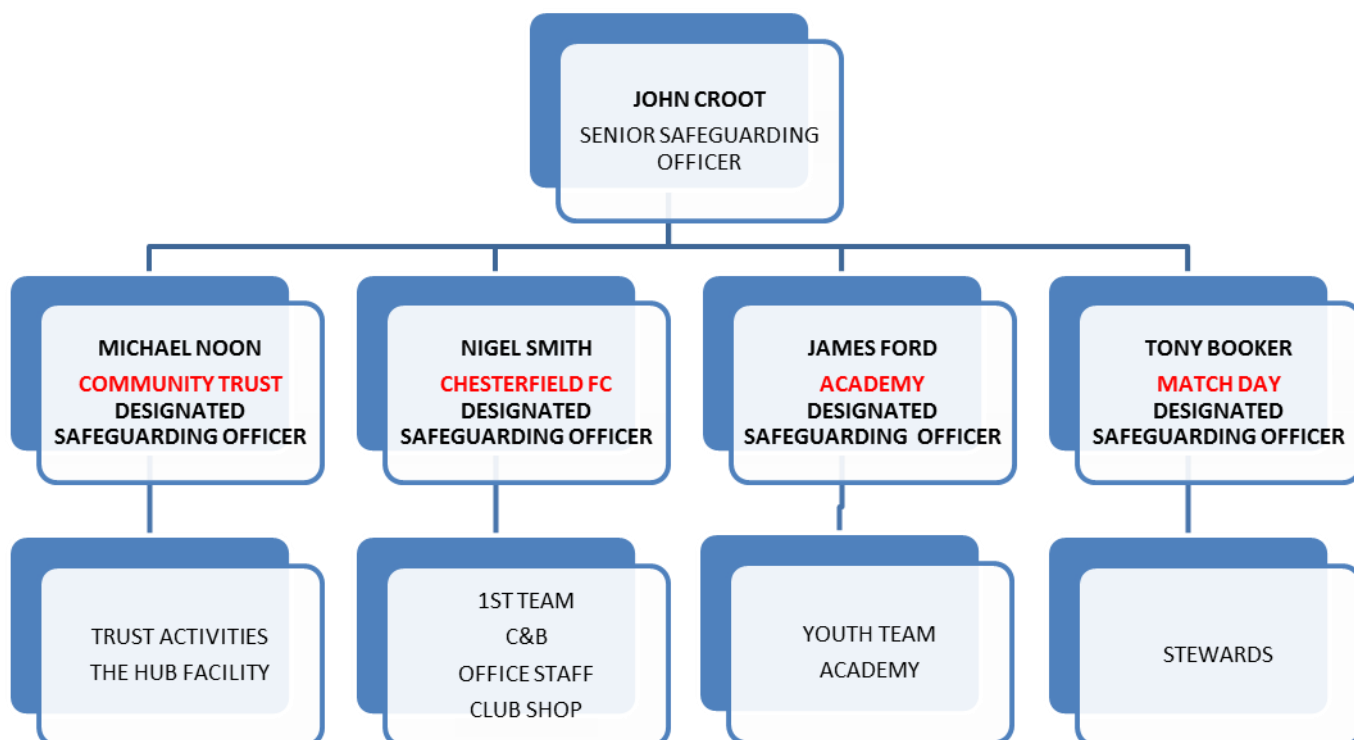 JOHN CROOT
SENIOR SAFEGUARDING
OFFICER
MICHAEL NOON
COMMUNITY TRUST
DESIGNATED
SAFEGUARDING OFFICER
NIGEL SMITH
CHESTERFIELD FC
DESIGNATED
SAFEGUARDING OFFICER
JAMES FORD
ACADEMY
DESIGNATED
SAFEGUARDING OFFICER
TONY BOOKER
MATCH DAY
DESIGNATED
SAFEGUARDING OFFICER
TRUST ACTIVITIES
THE HUB FACILITY
1ST TEAM
C&B
OFFICE STAFF
CLUB SHOP
YOUTH TEAM
ACADEMY
STEWARDS